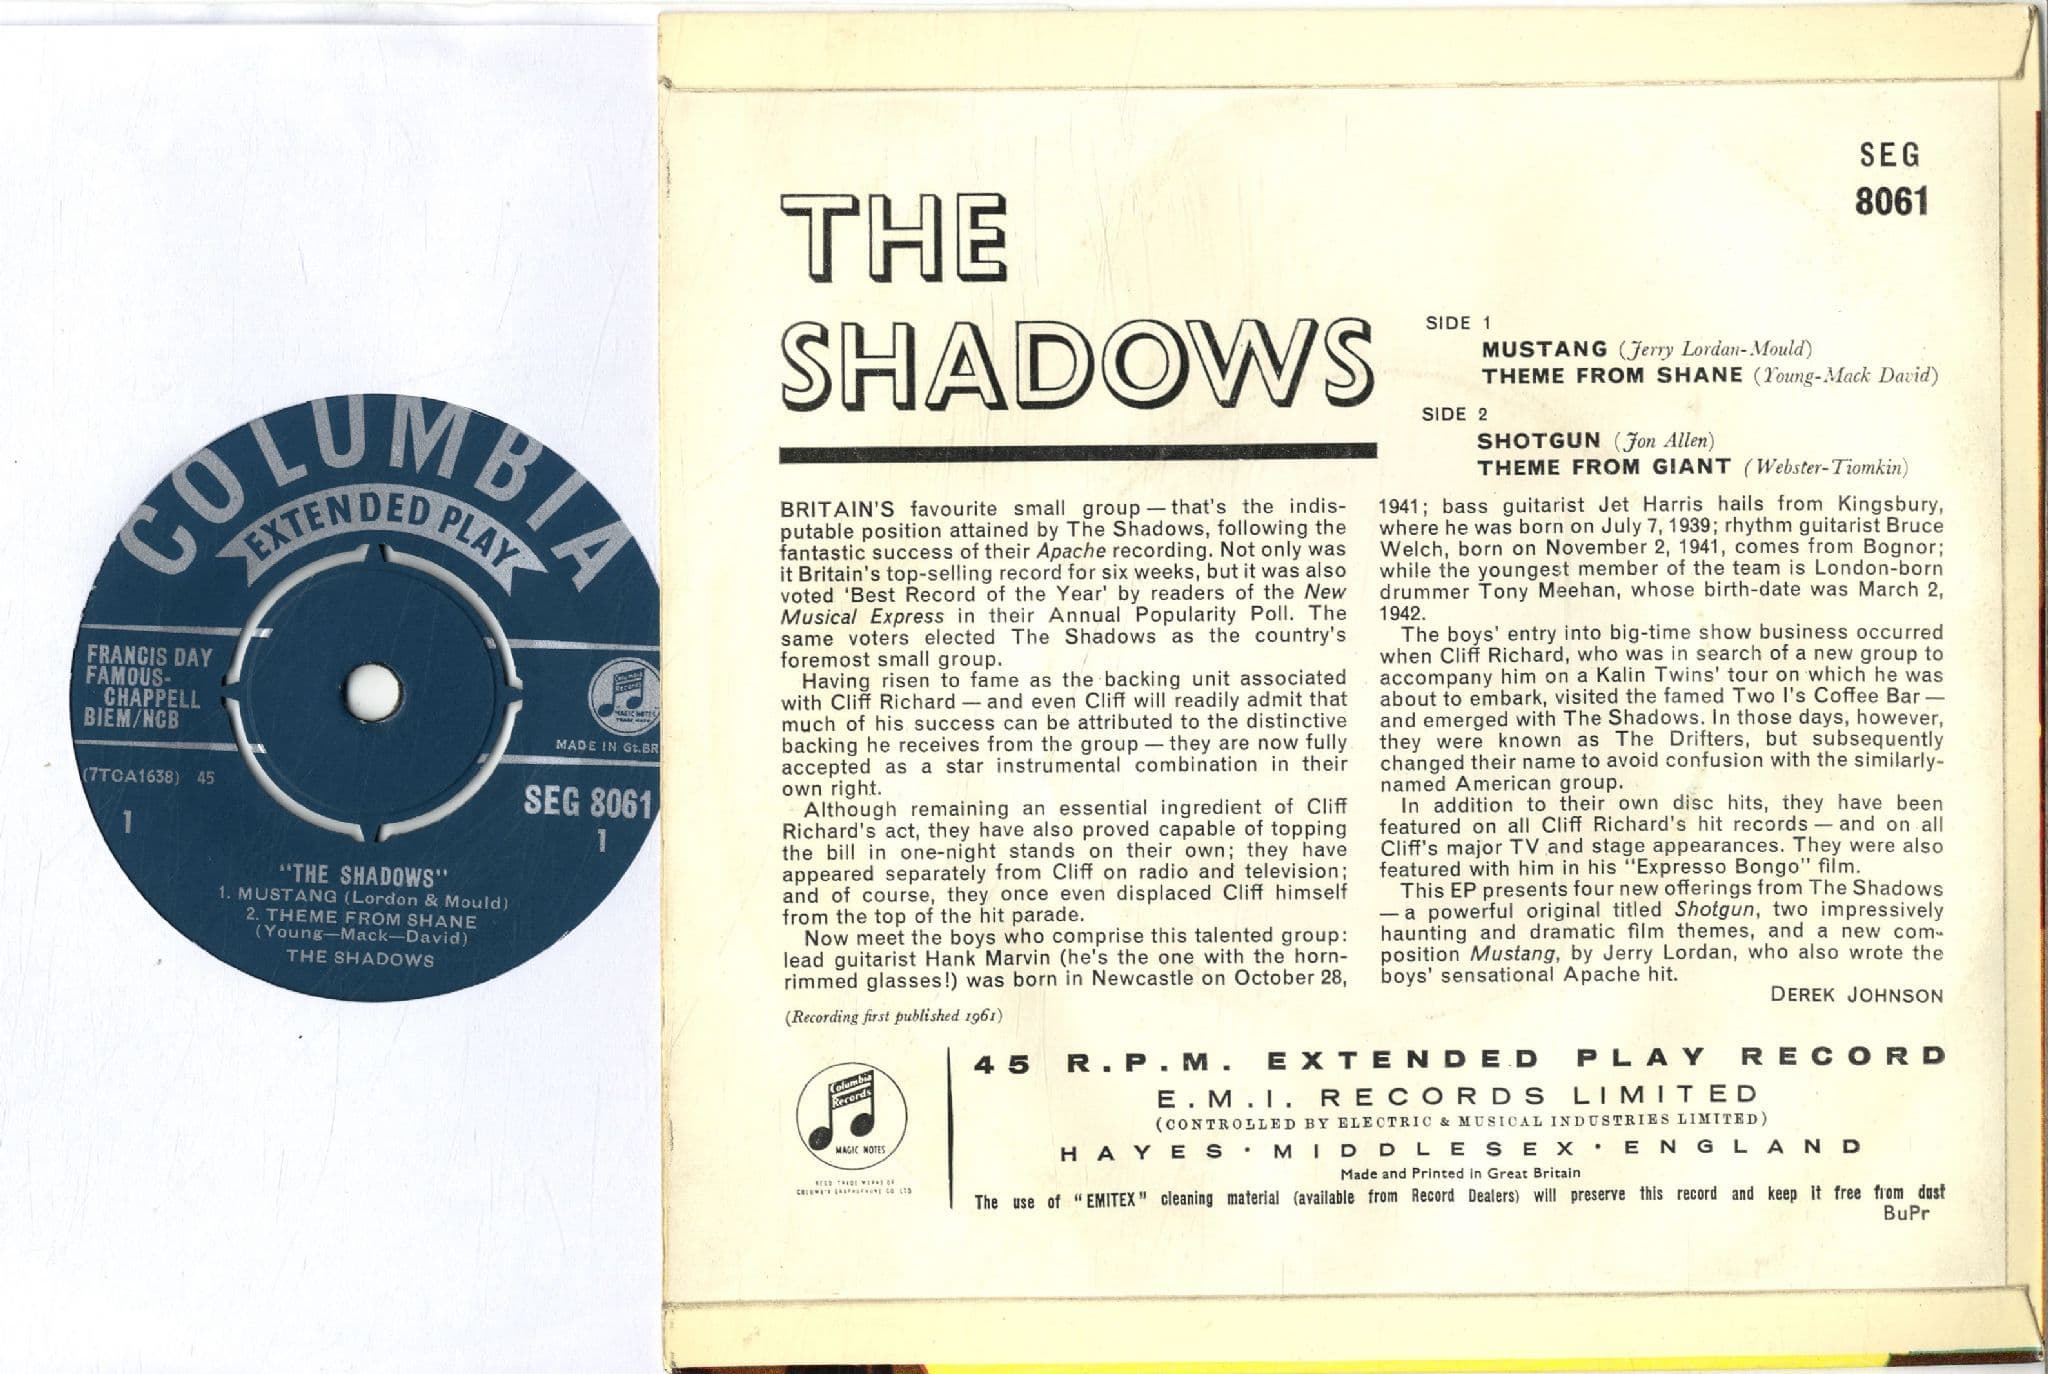 COLUMBIA
EXTENDED PLAY
FRANCIS DAY
FAMOUS-
CHAPPELL
BIEM/NCB
Columbia
Records
MAGIC NOTES
TRADE MARK
MADE IN Gt.BR
(7TCA1638) 45
SEG 8061
1
1
"THE SHADOWS"
1. MUSTANG (Lordon & Mould)
2. THEME FROM SHANE
(Young—Mack—David)
THE SHADOWS
SEG
8061
THE
SHADOWS
SIDE 1
MUSTANG (Jerry Lordan-Mould)
THEME FROM SHANE (Young-Mack David)
SIDE 2
SHOTGUN (Jon Allen)
THEME FROM GIANT (Webster-Tiomkin)
BRITAIN'S favourite small group — that's the indis-
putable position attained by The Shadows, following the
fantastic success of their Apache recording. Not only was
it Britain's top-selling record for six weeks, but it was also
voted 'Best Record of the Year' by readers of the New
Musical Express in their Annual Popularity Poll. The
same voters elected The Shadows as the country's
foremost small group.
Having risen to fame as the backing unit associated
with Cliff Richard — and even Cliff will readily admit that
much of his success can be attributed to the distinctive
backing he receives from the group — they are now fully
accepted as a star instrumental combination in their
own right.
Although remaining an essential ingredient of Cliff
Richard's act, they have also proved capable of topping
the bill in one-night stands on their own; they have
appeared separately from Cliff on radio and television;
and of course, they once even displaced Cliff himself
from the top of the hit parade.
Now meet the boys who comprise this talented group:
lead guitarist Hank Marvin (he's the one with the horn-
rimmed glasses!) was born in Newcastle on October 28,
1941; bass guitarist Jet Harris hails from Kingsbury,
where he was born on July 7, 1939; rhythm guitarist Bruce
Welch, born on November 2, 1941, comes from Bognor;
while the youngest member of the team is London-born
drummer Tony Meehan, whose birth-date was March 2,
1942.
The boys' entry into big-time show business occurred
when Cliff Richard, who was in search of a new group to
accompany him on a Kalin Twins' tour on which he was
about to embark, visited the famed Two I's Coffee Bar —
and emerged with The Shadows. In those days, however,
they were known as The Drifters, but subsequently
changed their name to avoid confusion with the similarly-
named American group.
In addition to their own disc hits, they have been
featured on all Cliff Richard's hit records — and on all
Cliff's major TV and stage appearances. They were also
featured with him in his "Expresso Bongo" film.
This EP presents four new offerings from The Shadows
— a powerful original titled Shotgun, two impressively
haunting and dramatic film themes, and a new com-
position Mustang, by Jerry Lordan, who also wrote the
boys' sensational Apache hit.
DEREK JOHNSON
(Recording first published 1961)
Columbia
Records
MAGIC NOTES
REGD TRADE MARKS OF
COLUMBIA GRAPHOPHONE CO LTD
45 R.P.M. EXTENDED PLAY RECORD
E.M.I. RECORDS LIMITED
(CONTROLLED BY ELECTRIC & MUSICAL INDUSTRIES LIMITED)
HAYES · MIDDLESEX · ENGLAND
Made and Printed in Great Britain
The use of "EMITEX" cleaning material (available from Record Dealers) will preserve this record and keep it free from dust
BuPr